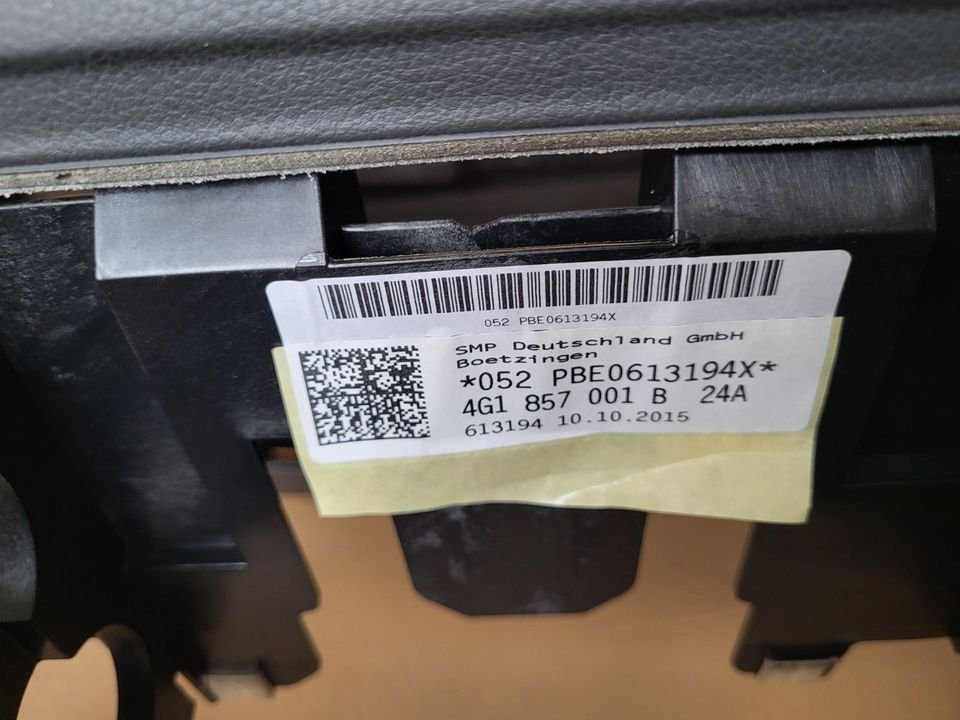 052 PBE0613194X
SMP Deutschland GmbH
Boetzingen
*052 PBE0613194X*
4G1 857 001 B 24A
613194 10.10.2015